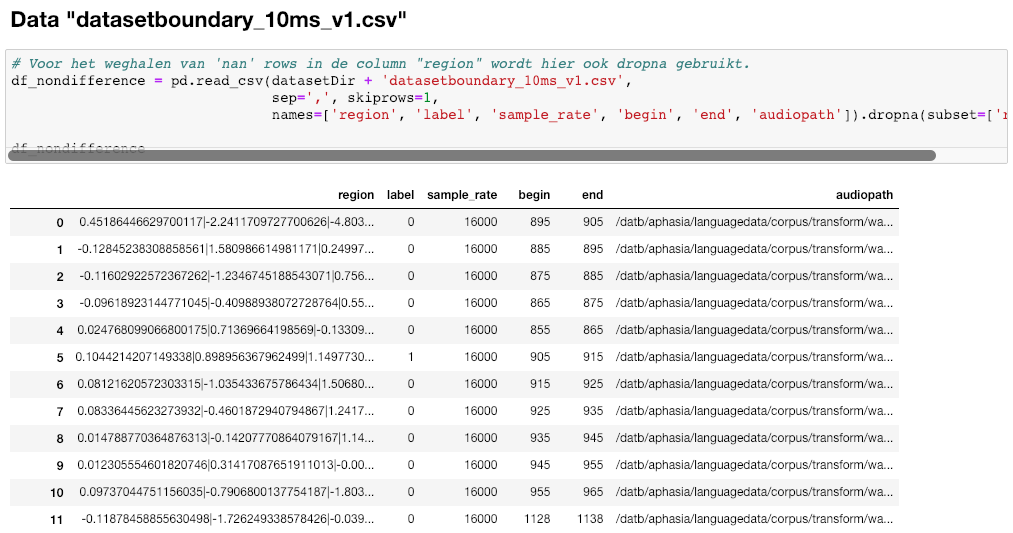 Data "datasetboundary_10ms_v1.csv"
# Voor het weghalen van 'nan' rows in de column "region" wordt hier ook dropna gebruikt.
df_nondifference = pd.read_csv(datasetDir + 'datasetboundary_10ms_v1.csv',
sep=',', skiprows=1,
names=['region', 'label', 'sample_rate', 'begin', 'end', 'audiopath']).dropna(subset=['r
df_nondifference
region label sample_rate begin end audiopath
0 0.45186446629700117|-2.2411709727700626|-4.803... 0 16000 895 905 /datb/aphasia/languagedata/corpus/transform/wa...
1 -0.12845238308858561|1.580986614981171|0.24997... 0 16000 885 895 /datb/aphasia/languagedata/corpus/transform/wa...
2 -0.11602922572367262|-1.2346745188543071|0.756... 0 16000 875 885 /datb/aphasia/languagedata/corpus/transform/wa...
3 -0.09618923144771045|-0.40988938072728764|0.55... 0 16000 865 875 /datb/aphasia/languagedata/corpus/transform/wa...
4 0.024768099066800175|0.71369664198569|-0.13309... 0 16000 855 865 /datb/aphasia/languagedata/corpus/transform/wa...
5 0.1044214207149338|0.898956367962499|1.1497730... 1 16000 905 915 /datb/aphasia/languagedata/corpus/transform/wa...
6 0.08121620572303315|-1.035433675786434|1.50680... 0 16000 915 925 /datb/aphasia/languagedata/corpus/transform/wa...
7 0.08336445623273932|-0.4601872940794867|1.2417... 0 16000 925 935 /datb/aphasia/languagedata/corpus/transform/wa...
8 0.014788770364876313|-0.14207770864079167|1.14... 0 16000 935 945 /datb/aphasia/languagedata/corpus/transform/wa...
9 0.012305554601820746|0.31417087651911013|-0.00... 0 16000 945 955 /datb/aphasia/languagedata/corpus/transform/wa...
10 0.09737044751156035|-0.7906800137754187|-1.803... 0 16000 955 965 /datb/aphasia/languagedata/corpus/transform/wa...
11 -0.11878458855630498|-1.726249338578426|-0.039... 0 16000 1128 1138 /datb/aphasia/languagedata/corpus/transform/wa...